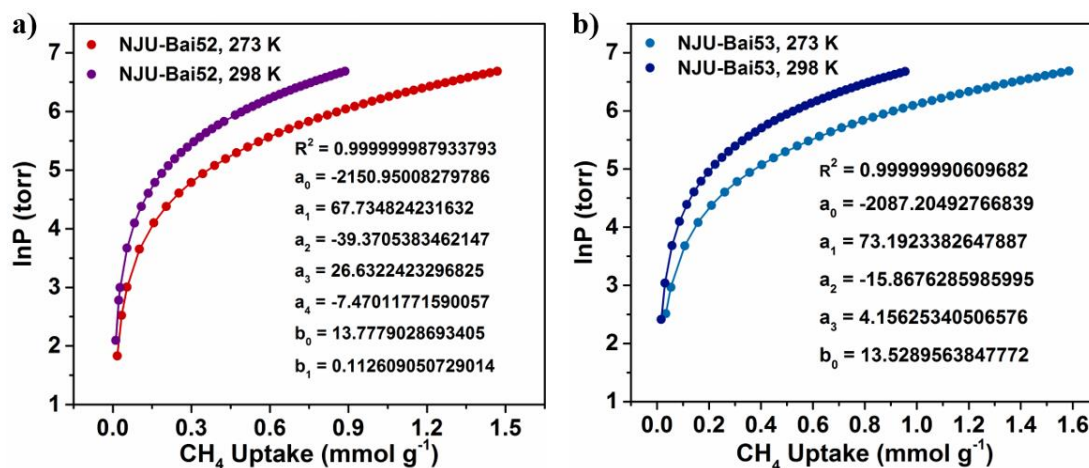 a)
NJU-Bai52, 273 K
NJU-Bai52, 298 K
R² = 0.999999987933793
a₀ = -2150.95008279786
a₁ = 67.734824231632
a₂ = -39.3705383462147
a₃ = 26.6322423296825
a₄ = -7.47011771590057
b₀ = 13.7779028693405
b₁ = 0.112609050729014
lnP (torr)
7
6
5
4
3
2
1
0.0 0.3 0.6 0.9 1.2 1.5
CH₄ Uptake (mmol g⁻¹)
b)
NJU-Bai53, 273 K
NJU-Bai53, 298 K
R² = 0.99999990609682
a₀ = -2087.20492766839
a₁ = 73.1923382647887
a₂ = -15.8676285985995
a₃ = 4.15625340506576
b₀ = 13.5289563847772
lnP (torr)
7
6
5
4
3
2
1
0.0 0.2 0.4 0.6 0.8 1.0 1.2 1.4 1.6
CH₄ Uptake (mmol g⁻¹)